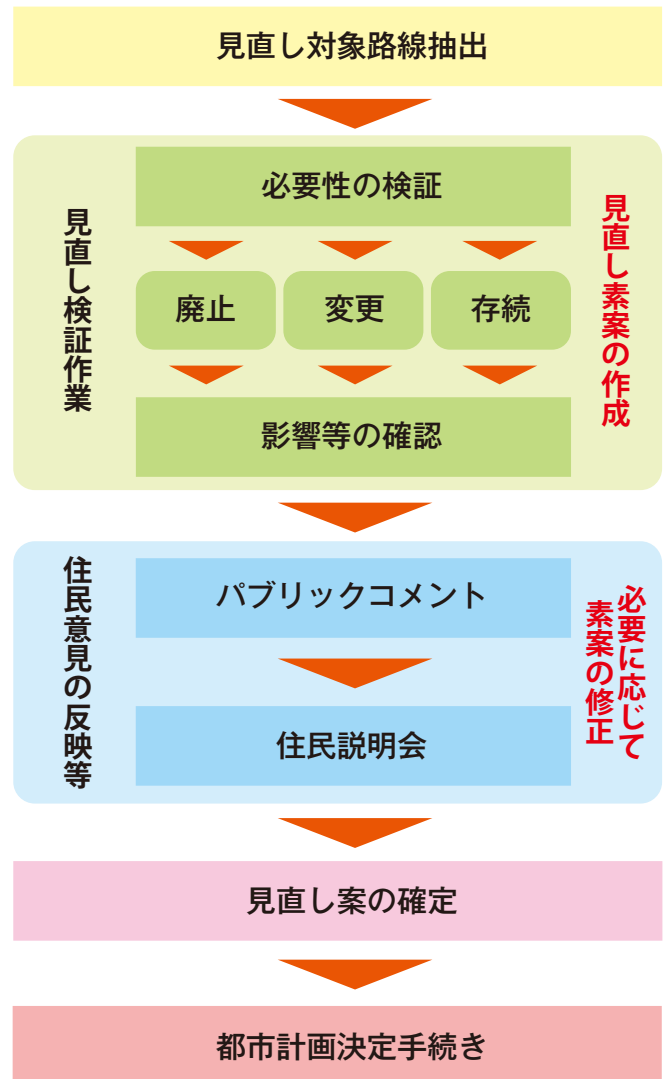 見直し対象路線抽出
見直し検証作業
必要性の検証
廃止
変更
存続
影響等の確認
見直し素案の作成
住民意見の反映等
パブリックコメント
住民説明会
必要に応じて
素案の修正
見直し案の確定
都市計画決定手続き